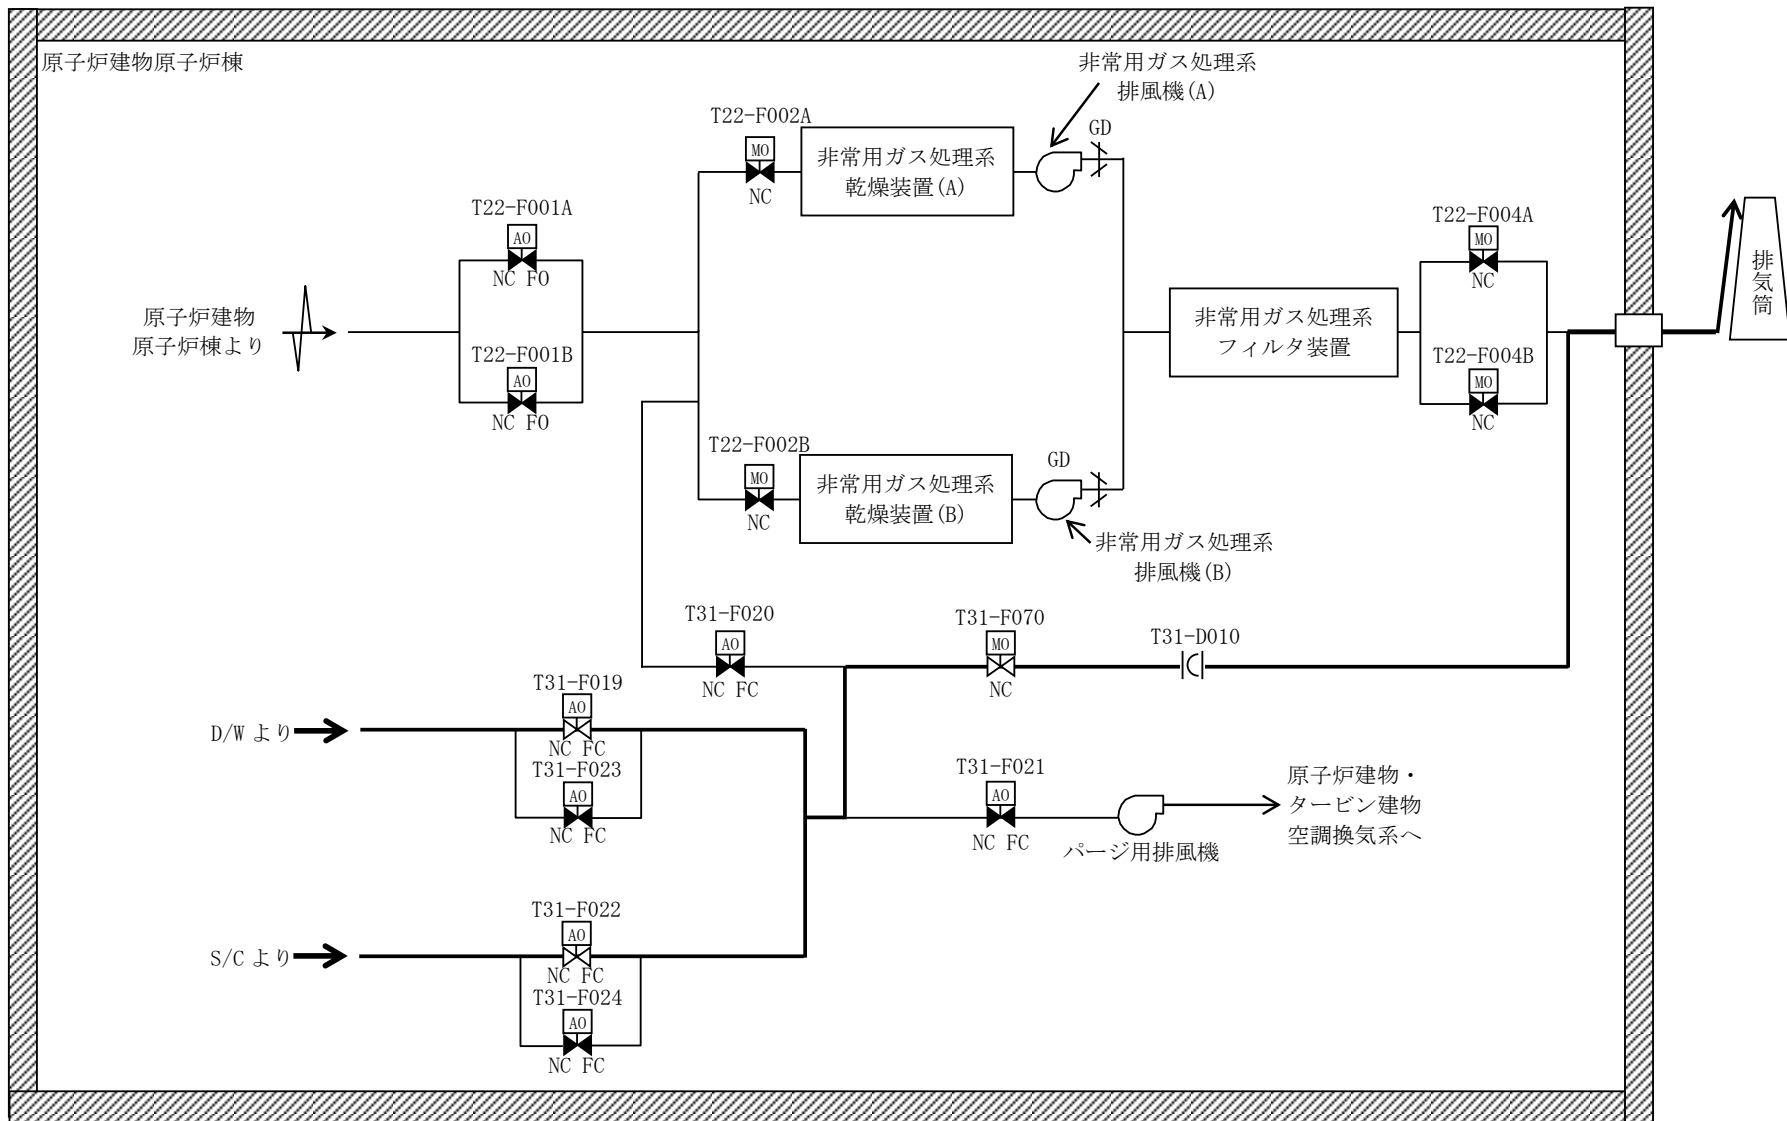 原子炉建物原子炉棟
非常用ガス処理系
排風機(A)
T22-F002A
MO
NC
非常用ガス処理系
乾燥装置(A)
GD
T22-F001A
AO
NC FO
T22-F004A
MO
NC
排気筒
原子炉建物
原子炉棟より
T22-F001B
AO
NC FO
非常用ガス処理系
フィルタ装置
T22-F004B
MO
NC
T22-F002B
MO
NC
非常用ガス処理系
乾燥装置(B)
GD
非常用ガス処理系
排風機(B)
T31-F020
AO
NC FC
T31-F070
MO
NC
T31-D010
D/Wより
T31-F019
AO
NC FC
T31-F023
AO
NC FC
T31-F021
AO
NC FC
パージ用排風機
原子炉建物・
タービン建物
空調換気系へ
S/Cより
T31-F022
AO
NC FC
T31-F024
AO
NC FC